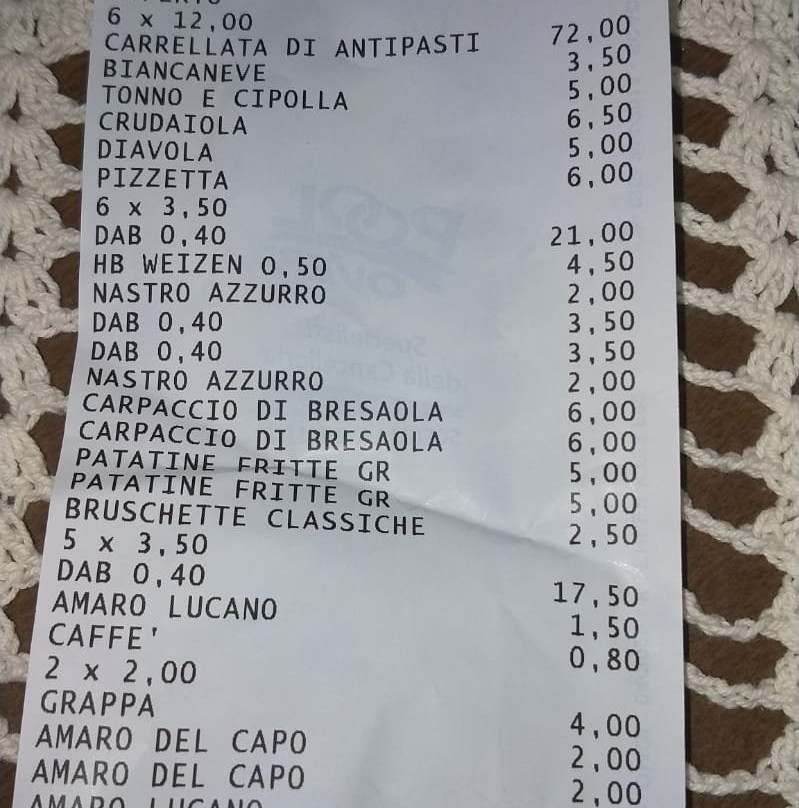 6 x 12,00
CARRELLATA DI ANTIPASTI 72,00
BIANCANEVE 3,50
TONNO E CIPOLLA 5,00
CRUDAIOLA 6,50
DIAVOLA 5,00
PIZZETTA 6,00
6 x 3,50
DAB 0,40 21,00
HB WEIZEN 0,50 4,50
NASTRO AZZURRO 2,00
DAB 0,40 3,50
DAB 0,40 3,50
NASTRO AZZURRO 2,00
CARPACCIO DI BRESAOLA 6,00
CARPACCIO DI BRESAOLA 6,00
PATATINE FRITTE GR 5,00
PATATINE FRITTE GR 5,00
BRUSCHETTE CLASSICHE 2,50
5 x 3,50
DAB 0,40 17,50
AMARO LUCANO 1,50
CAFFE' 0,80
2 x 2,00
GRAPPA 4,00
AMARO DEL CAPO 2,00
AMARO DEL CAPO 2,00
AMARO LUCANO